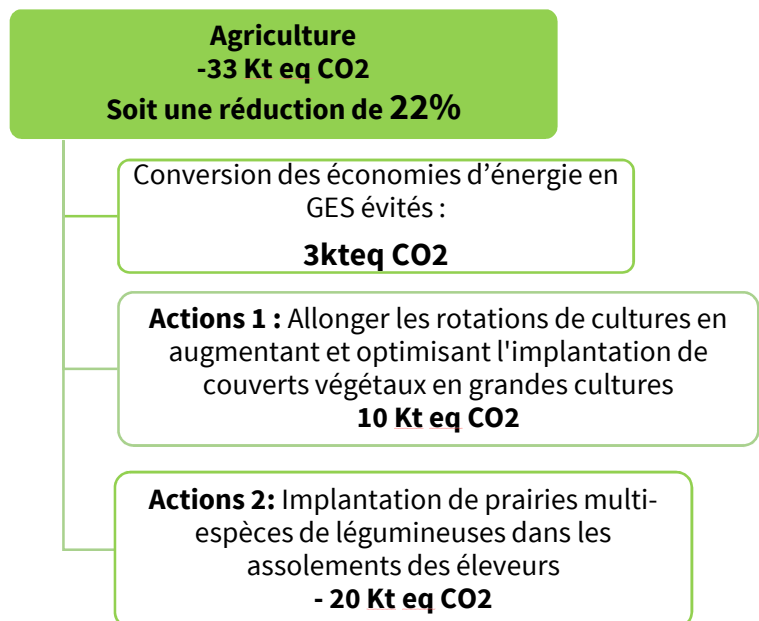 Agriculture
-33 Kt eq CO2
Soit une réduction de 22%
Conversion des économies d’énergie en
GES évités :
3kteq CO2
Actions 1 : Allonger les rotations de cultures en
augmentant et optimisant l'implantation de
couverts végétaux en grandes cultures
10 Kt eq CO2
Actions 2: Implantation de prairies multi-
espèces de légumineuses dans les
assolements des éleveurs
- 20 Kt eq CO2